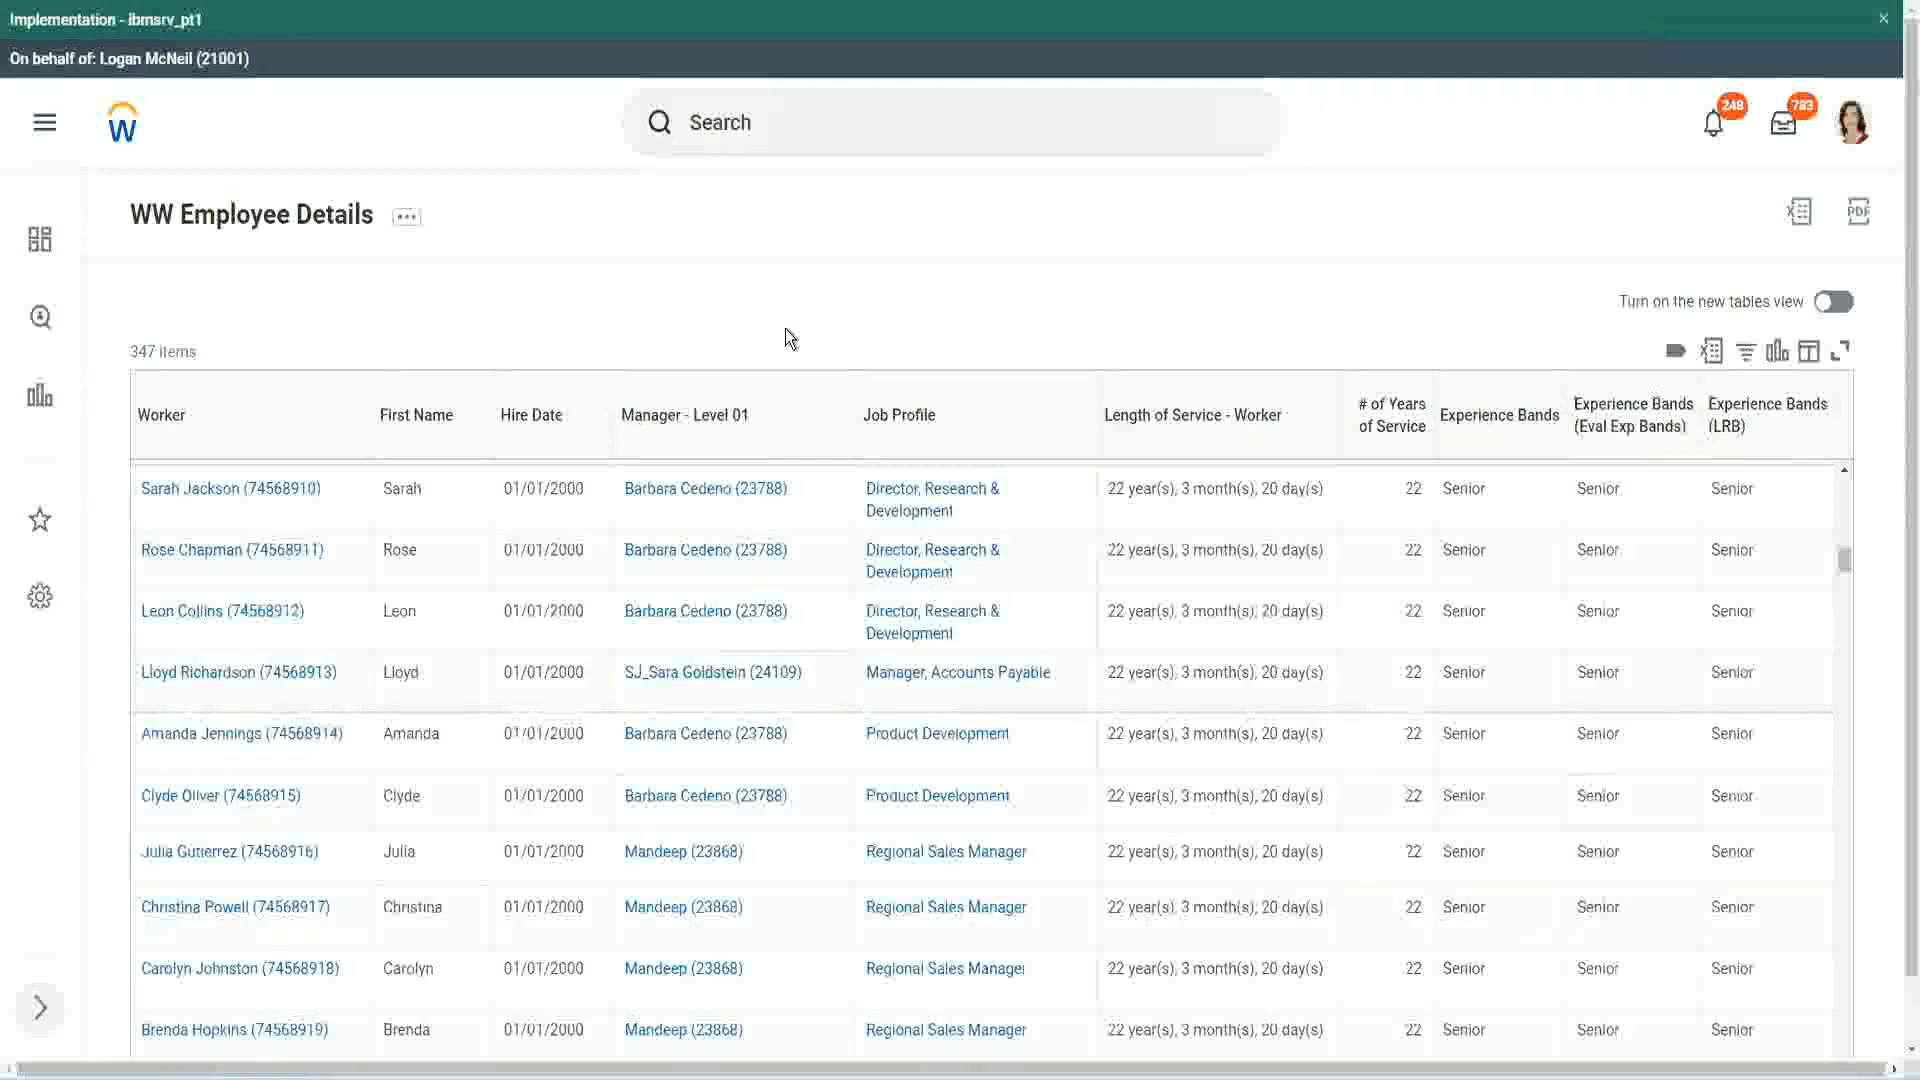 Implementation - ibmsrv_pt1
On behalf of: Logan McNeil (21001)
W
Search
248
783
WW Employee Details
PDF
Turn on the new tables view
347 items
Worker First Name Hire Date Manager - Level 01 Job Profile Length of Service - Worker # of Years of Service Experience Bands Experience Bands (Eval Exp Bands) Experience Bands (LRB)
Sarah Jackson (74568910) Sarah 01/01/2000 Barbara Cedeno (23788) Director, Research & Development 22 year(s), 3 month(s), 20 day(s) 22 Senior Senior Senior
Rose Chapman (74568911) Rose 01/01/2000 Barbara Cedeno (23788) Director, Research & Development 22 year(s), 3 month(s), 20 day(s) 22 Senior Senior Senior
Leon Collins (74568912) Leon 01/01/2000 Barbara Cedeno (23788) Director, Research & Development 22 year(s), 3 month(s), 20 day(s) 22 Senior Senior Senior
Lloyd Richardson (74568913) Lloyd 01/01/2000 SJ_Sara Goldstein (24109) Manager, Accounts Payable 22 year(s), 3 month(s), 20 day(s) 22 Senior Senior Senior
Amanda Jennings (74568914) Amanda 01/01/2000 Barbara Cedeno (23788) Product Development 22 year(s), 3 month(s), 20 day(s) 22 Senior Senior Senior
Clyde Oliver (74568915) Clyde 01/01/2000 Barbara Cedeno (23788) Product Development 22 year(s), 3 month(s), 20 day(s) 22 Senior Senior Senior
Julia Gutierrez (74568916) Julia 01/01/2000 Mandeep (23868) Regional Sales Manager 22 year(s), 3 month(s), 20 day(s) 22 Senior Senior Senior
Christina Powell (74568917) Christina 01/01/2000 Mandeep (23868) Regional Sales Manager 22 year(s), 3 month(s), 20 day(s) 22 Senior Senior Senior
Carolyn Johnston (74568918) Carolyn 01/01/2000 Mandeep (23868) Regional Sales Manager 22 year(s), 3 month(s), 20 day(s) 22 Senior Senior Senior
Brenda Hopkins (74568919) Brenda 01/01/2000 Mandeep (23868) Regional Sales Manager 22 year(s), 3 month(s), 20 day(s) 22 Senior Senior Senior